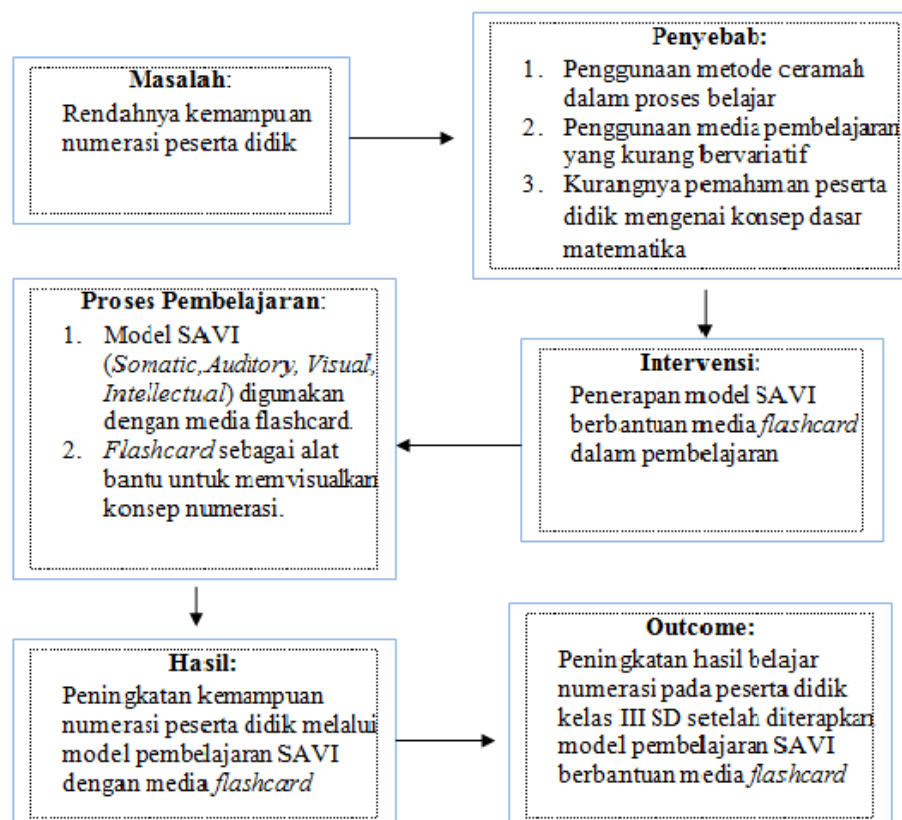 Masalah:
Rendahnya kemampuan
numerasi peserta didik
Penyebab:
1. Penggunaan metode ceramah
dalam proses belajar
2. Penggunaan media pembelajaran
yang kurang bervariatif
3. Kurangnya pemahaman peserta
didik mengenai konsep dasar
matematika
Intervensi:
Penerapan model SAVI
berbantuan media flashcard
dalam pembelajaran
Proses Pembelajaran:
1. Model SAVI
(Somatic,Auditory, Visual,
Intellectual) digunakan
dengan media flashcard.
2. Flashcard sebagai alat
bantu untuk memvisualkan
konsep numerasi.
Hasil:
Peningkatan kemampuan
numerasi peserta didik melalui
model pembelajaran SAVI
dengan media flashcard
Outcome:
Peningkatan hasil belajar
numerasi pada peserta didik
kelas III SD setelah diterapkan
model pembelajaran SAVI
berbantuan media flashcard